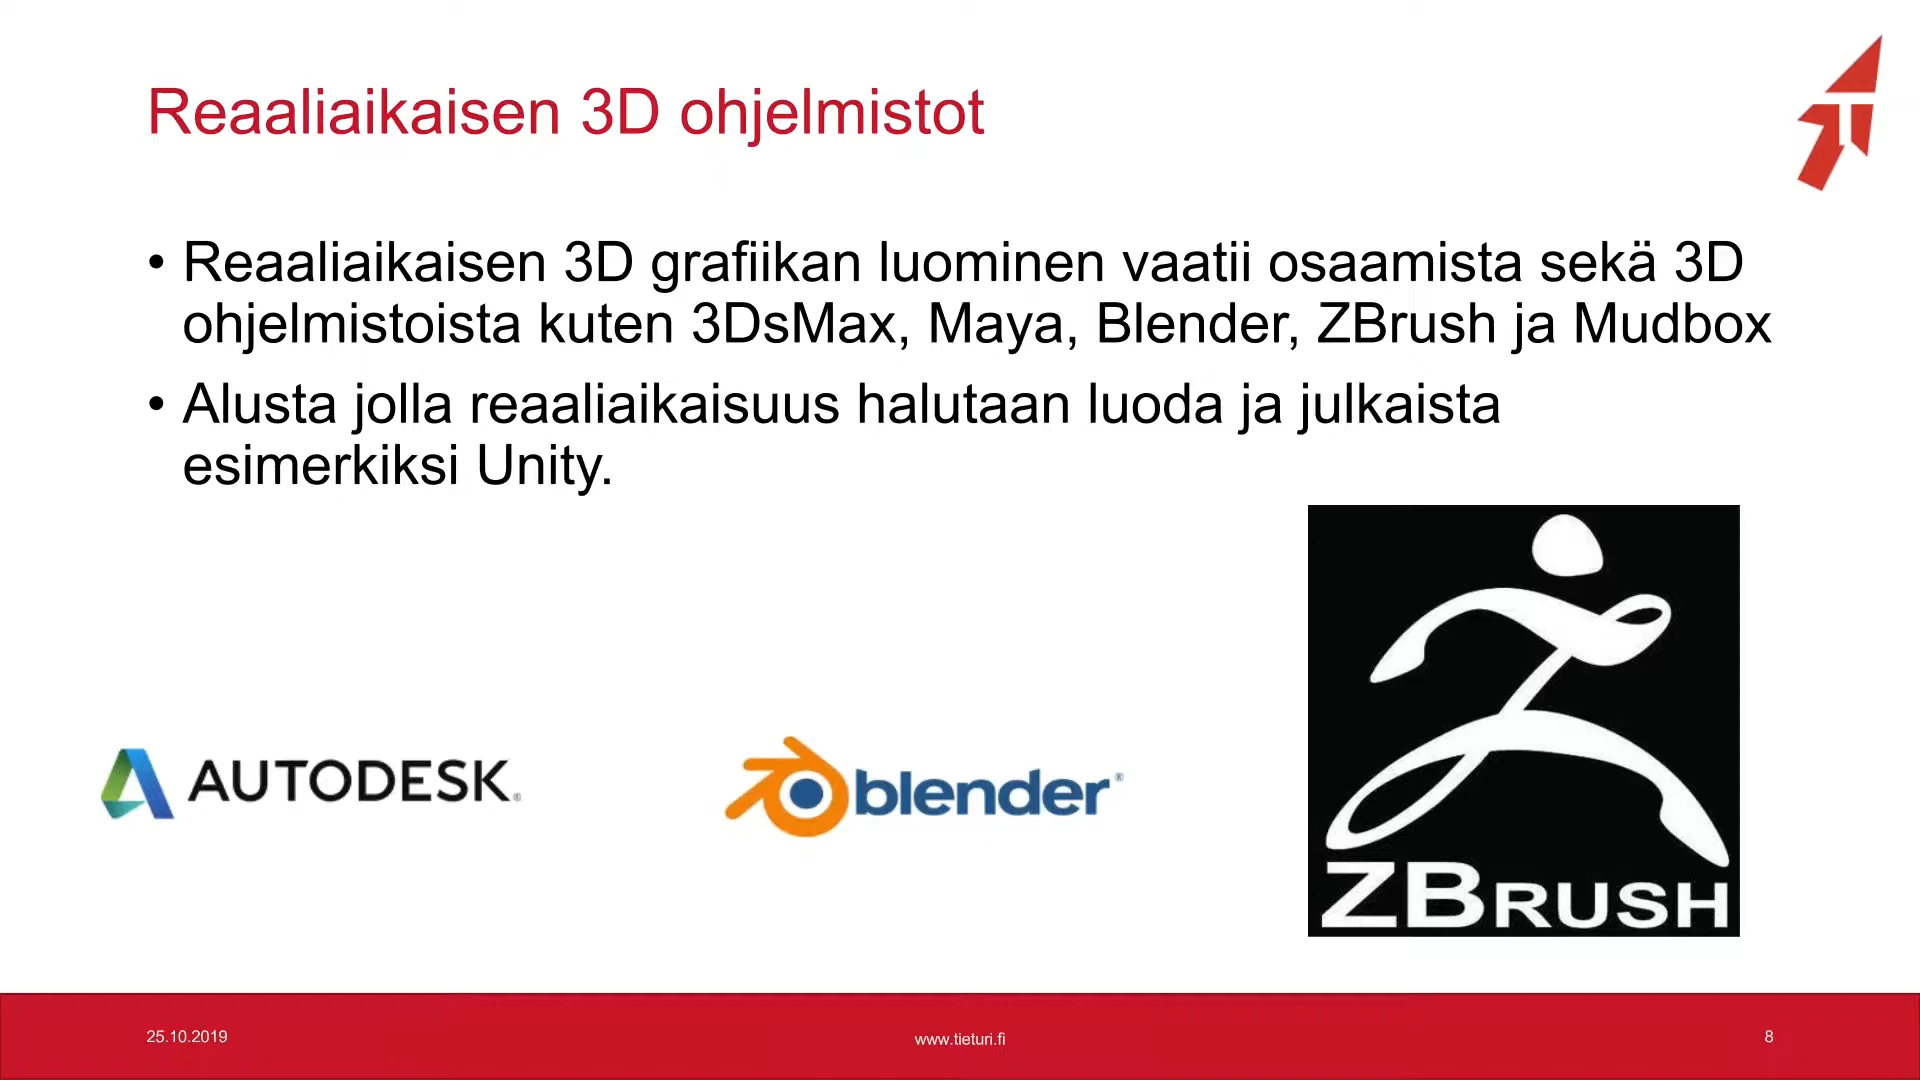 Reaaliaikaisen 3D ohjelmistot
• Reaaliaikaisen 3D grafiikan luominen vaatii osaamista sekä 3D
ohjelmistoista kuten 3DsMax, Maya, Blender, ZBrush ja Mudbox
• Alusta jolla reaaliaikaisuus halutaan luoda ja julkaista
esimerkiksi Unity.
AUTODESK®
blender®
ZBRUSH
25.10.2019
www.tieturi.fi
8